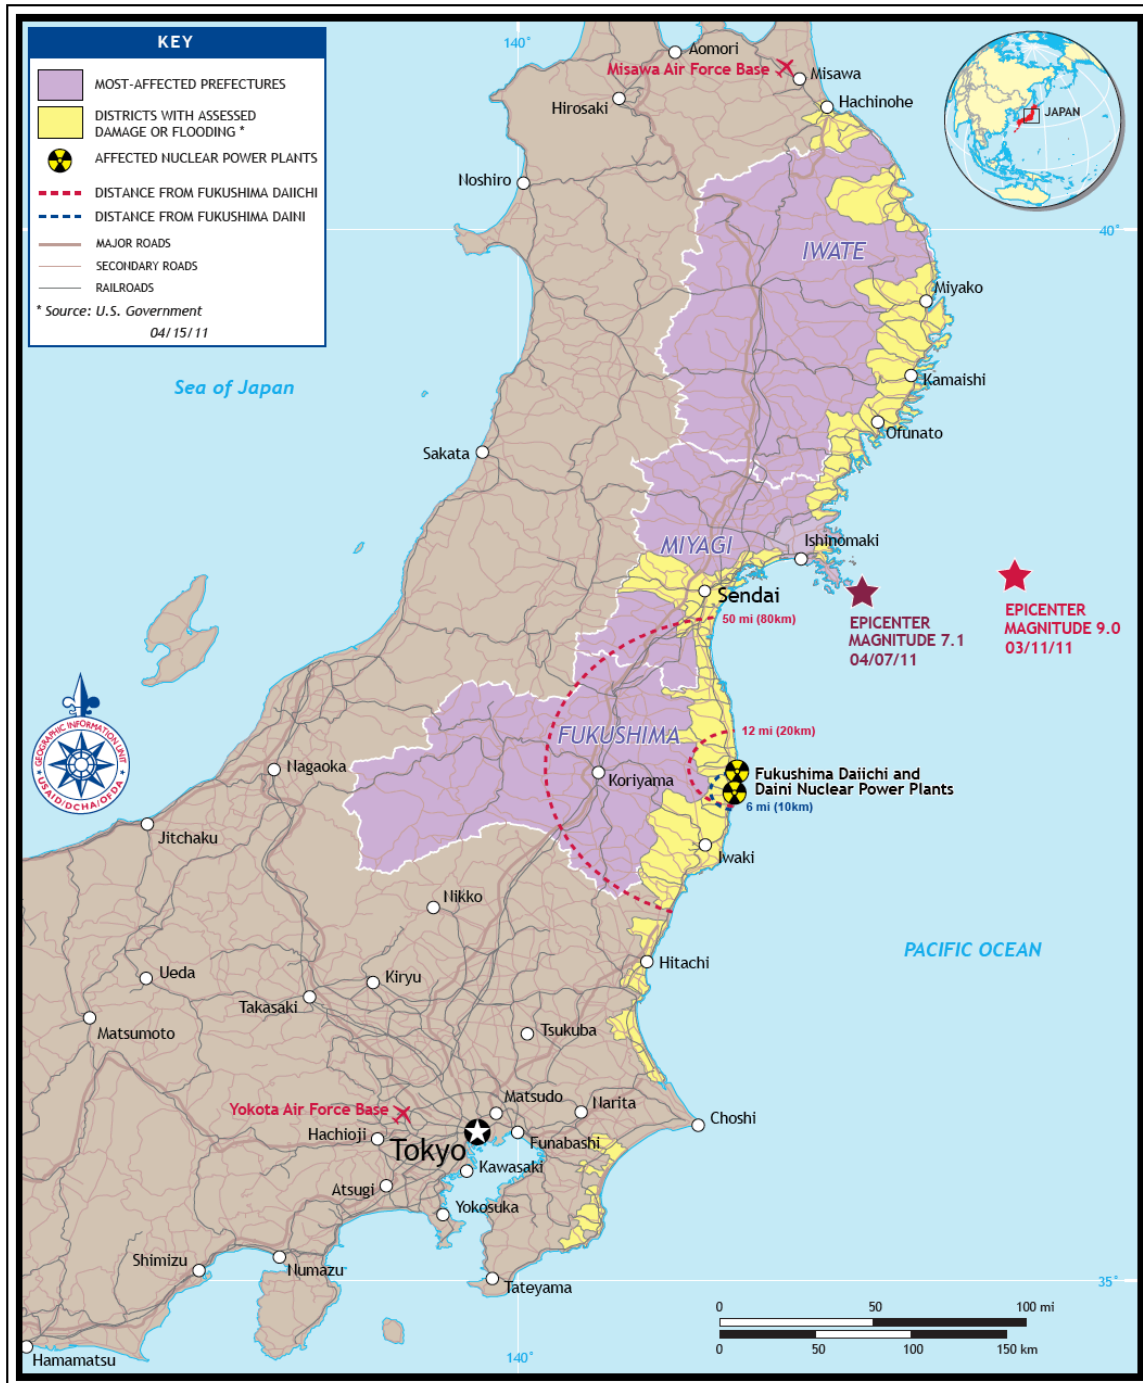 KEY
MOST-AFFECTED PREFECTURES
DISTRICTS WITH ASSESSED
DAMAGE OR FLOODING *
AFFECTED NUCLEAR POWER PLANTS
DISTANCE FROM FUKUSHIMA DAIICHI
DISTANCE FROM FUKUSHIMA DAINI
MAJOR ROADS
SECONDARY ROADS
RAILROADS
* Source: U.S. Government
04/15/11
140°
Aomori
Misawa Air Force Base
Misawa
Hirosaki
Hachinohe
JAPAN
Noshiro
40°
IWATE
Miyako
Sea of Japan
Kamaishi
Ofunato
Sakata
MIYAGI
Ishinomaki
Sendai
50 mi (80km)
EPICENTER
MAGNITUDE 7.1
04/07/11
EPICENTER
MAGNITUDE 9.0
03/11/11
GEOGRAPHIC INFORMATION UNIT
USAID/DCHA/OFDA
FUKUSHIMA
12 mi (20km)
Nagaoka
Koriyama
Fukushima Daiichi and
Daini Nuclear Power Plants
6 mi (10km)
Jitchaku
Iwaki
Nikko
PACIFIC OCEAN
Hitachi
Ueda
Kiryu
Takasaki
Matsumoto
Tsukuba
Yokota Air Force Base
Matsudo
Narita
Choshi
Hachioji
Tokyo
Funabashi
Kawasaki
Atsugi
Yokosuka
Shimizu
Numazu
Tateyama
35°
0 50 100 mi
0 50 100 150 km
Hamamatsu
140°